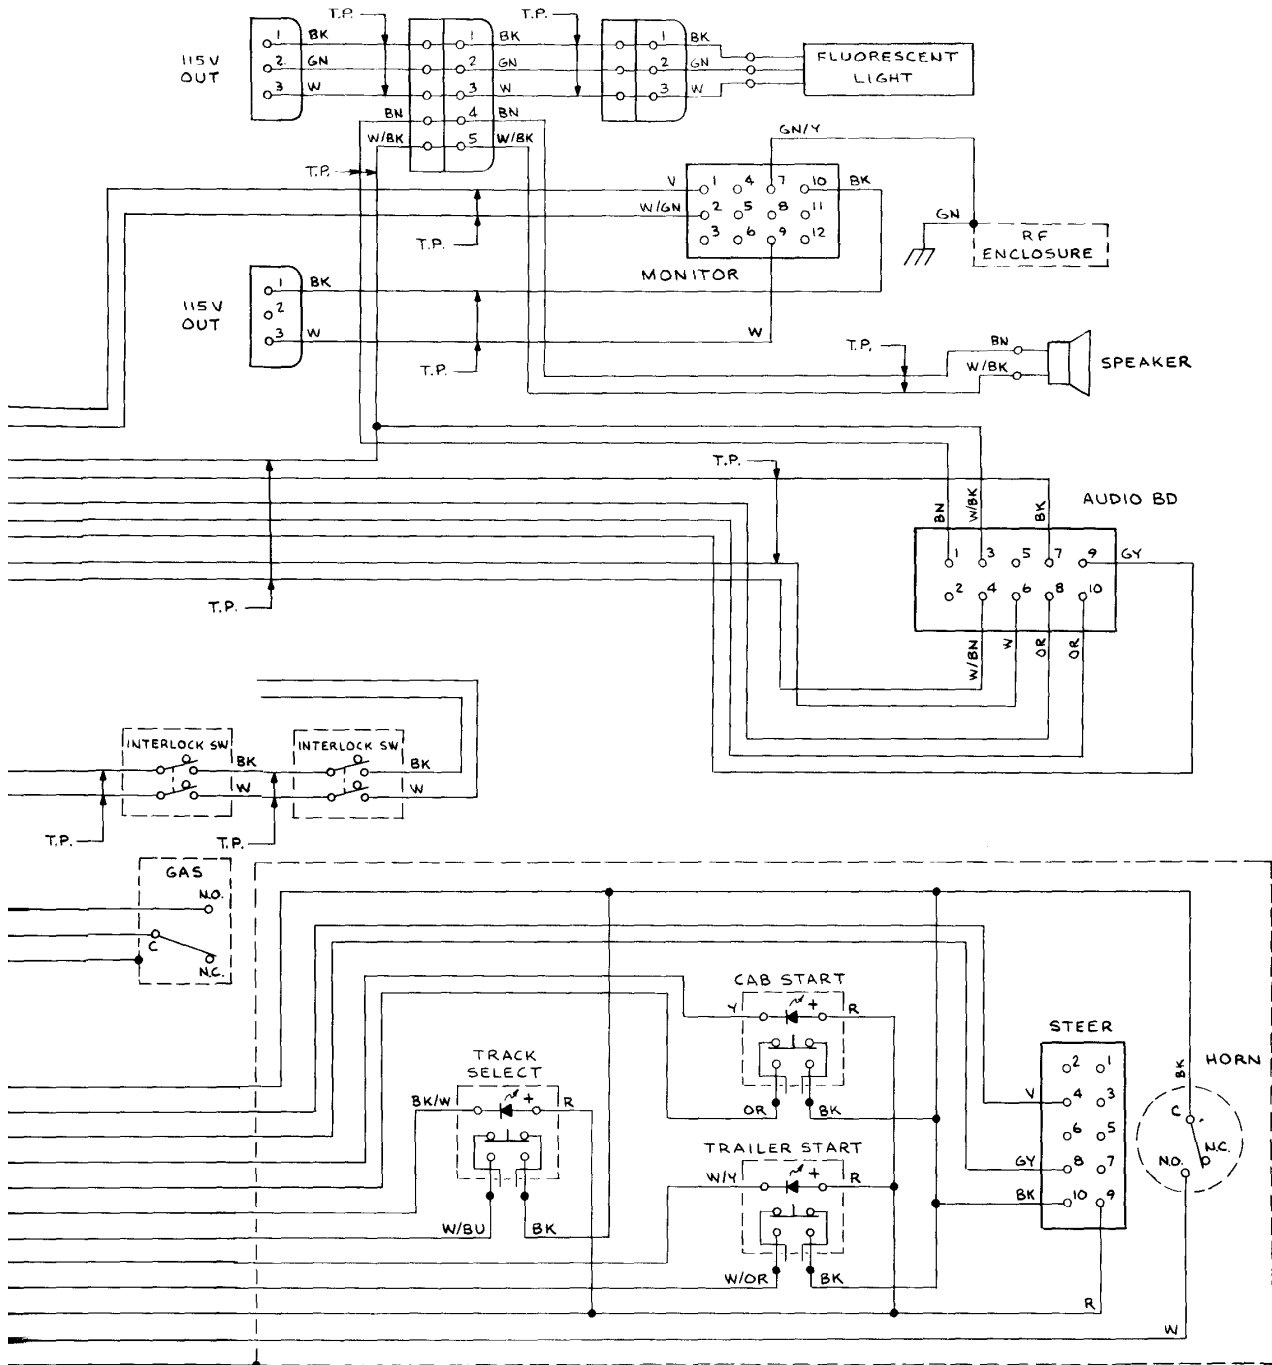 T.P.
T.P.
115V
OUT
1 BK
2 GN
3 W
1 BK
2 GN
3 W
BN 4 BN
W/BK 5 W/BK
1 BK
2 GN
3 W
FLUORESCENT
LIGHT
T.P.
GN/Y
V 1 4 7 10 BK
W/GN 2 5 8 11
3 6 9 12
T.P.
MONITOR
GN
RF
ENCLOSURE
115V
OUT
1 BK
2
3 W
W
T.P.
T.P.
BN
W/BK
SPEAKER
T.P.
AUDIO BD
BN W/BK BK
1 3 5 7 9 GY
2 4 6 8 10
W/BN W OR OR
T.P.
INTERLOCK SW
BK
W
INTERLOCK SW
BK
W
T.P.
T.P.
GAS
N.O.
C
N.C.
CAB START
Y + R
OR BK
TRACK
SELECT
BK/W + R
W/BU BK
TRAILER START
W/Y + R
W/OR BK
STEER
2 1
V 4 3
6 5
GY 8 7
BK 10 9
R
HORN
BK
C
N.C.
N.O.
W